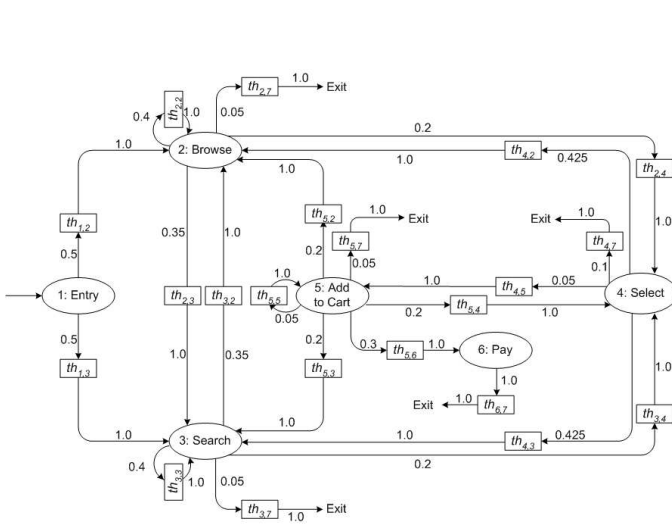 th2,7
1.0
Exit
th2,2
0.4
1.0
0.05
0.2
1.0
2: Browse
1.0
1.0
th4,2
0.425
th2,4
th1,2
0.35
1.0
th5,2
1.0
Exit
Exit
1.0
th5,7
th4,7
1.0
0.5
0.2
0.05
0.1
1: Entry
th2,3
th3,2
1.0
th5,5
0.05
5: Add
to Cart
1.0
th4,5
0.05
4: Select
0.2
th5,4
1.0
0.5
1.0
0.35
0.2
0.3
th5,6
1.0
6: Pay
th1,3
th5,3
1.0
1.0
Exit
1.0
th6,7
th3,4
1.0
3: Search
1.0
1.0
th4,3
0.425
0.4
th3,3
1.0
0.05
0.2
th3,7
1.0
Exit